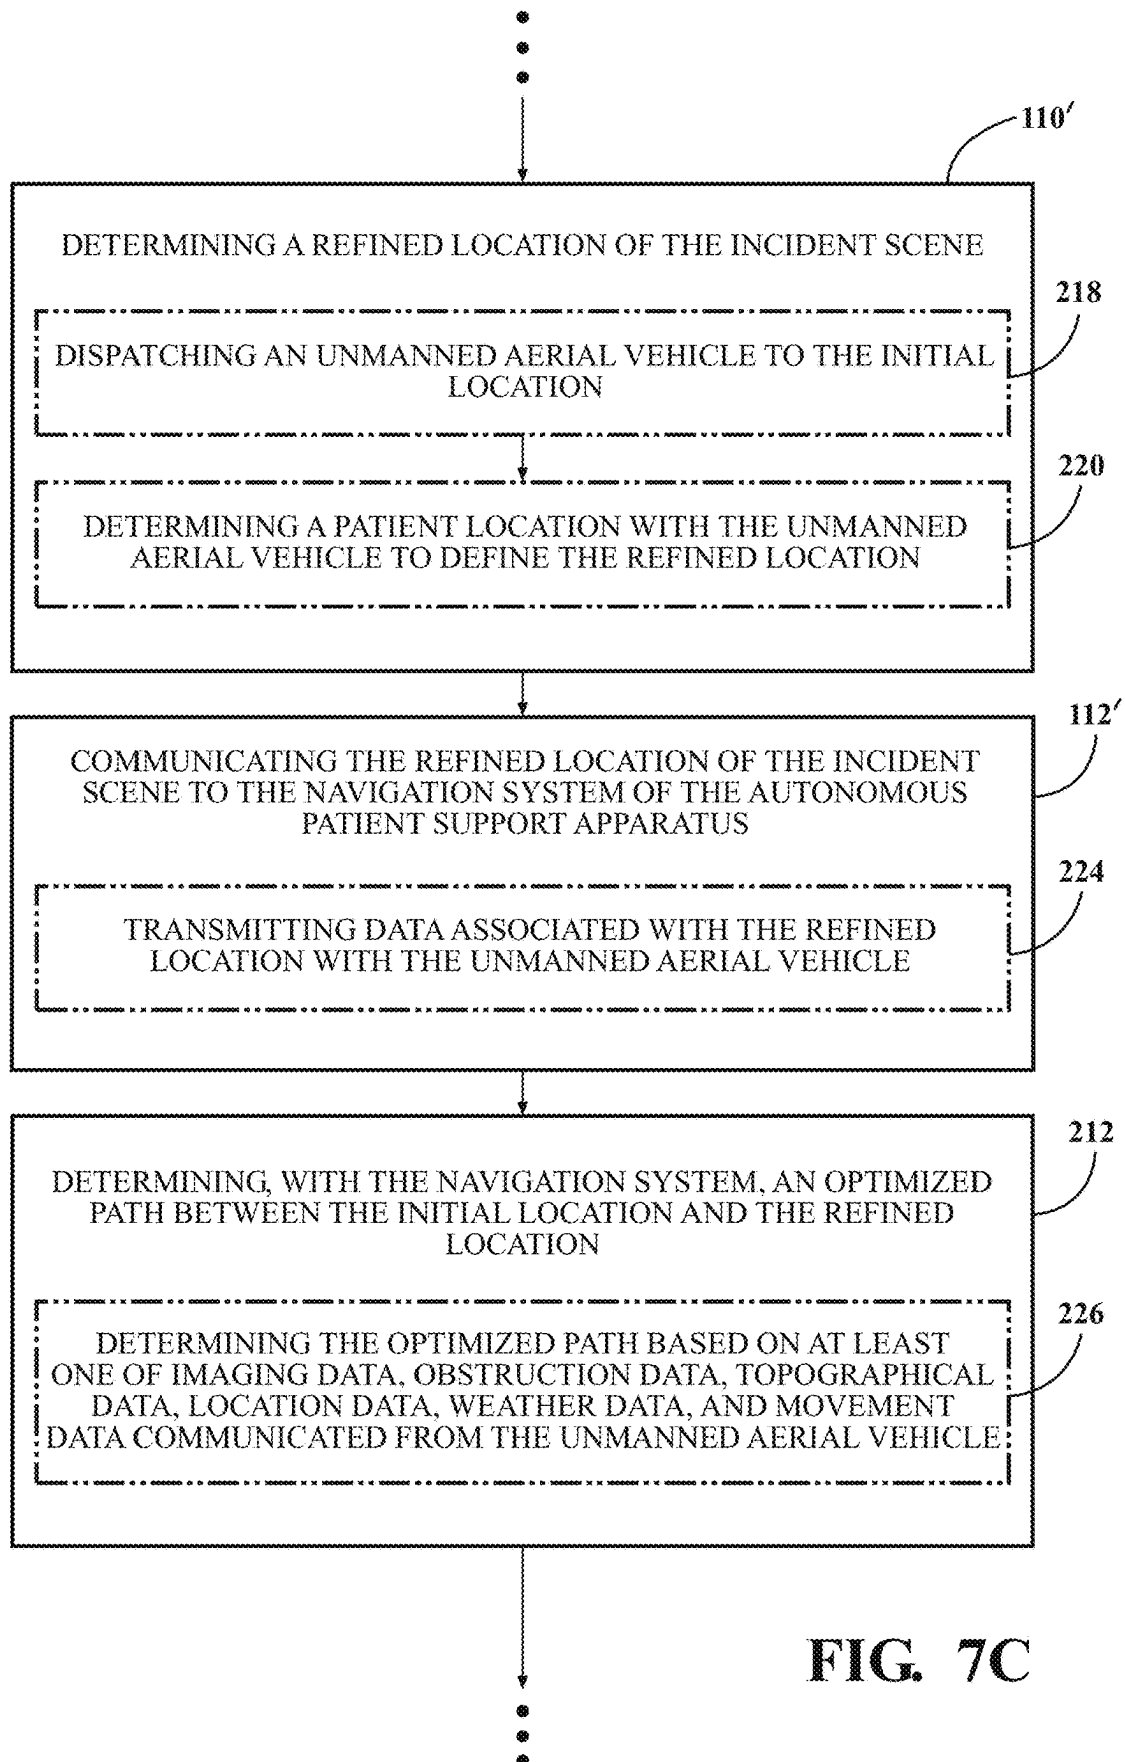 110′
DETERMINING A REFINED LOCATION OF THE INCIDENT SCENE
218
DISPATCHING AN UNMANNED AERIAL VEHICLE TO THE INITIAL
LOCATION
220
DETERMINING A PATIENT LOCATION WITH THE UNMANNED
AERIAL VEHICLE TO DEFINE THE REFINED LOCATION
112′
COMMUNICATING THE REFINED LOCATION OF THE INCIDENT
SCENE TO THE NAVIGATION SYSTEM OF THE AUTONOMOUS
PATIENT SUPPORT APPARATUS
224
TRANSMITTING DATA ASSOCIATED WITH THE REFINED
LOCATION WITH THE UNMANNED AERIAL VEHICLE
212
DETERMINING, WITH THE NAVIGATION SYSTEM, AN OPTIMIZED
PATH BETWEEN THE INITIAL LOCATION AND THE REFINED
LOCATION
226
DETERMINING THE OPTIMIZED PATH BASED ON AT LEAST
ONE OF IMAGING DATA, OBSTRUCTION DATA, TOPOGRAPHICAL
DATA, LOCATION DATA, WEATHER DATA, AND MOVEMENT
DATA COMMUNICATED FROM THE UNMANNED AERIAL VEHICLE
FIG. 7C